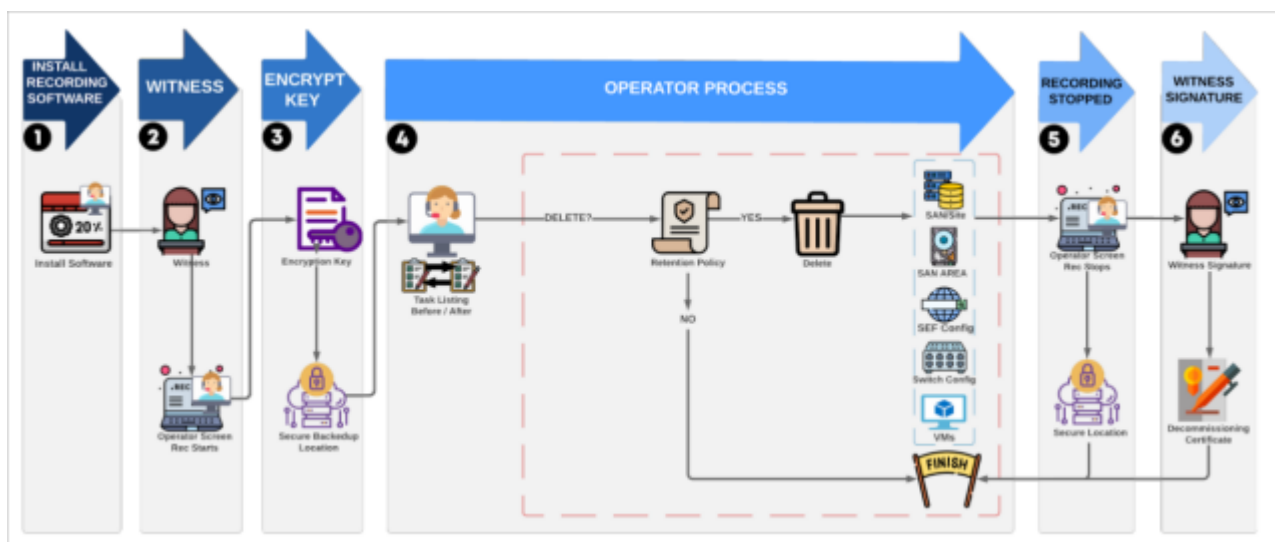 INSTALL
RECORDING
SOFTWARE
1
WITNESS
2
ENCRYPT
KEY
3
OPERATOR PROCESS
4
RECORDING
STOPPED
5
WITNESS
SIGNATURE
6
20%
Install Software
Witness
.REC
Operator Screen
Rec Starts
Encryption Key
Secure Backedup
Location
Task Listing
Before / After
DELETE?
Retention Policy
YES
NO
Delete
SAN/Site
SAN AREA
SEF Config
Switch Config
VMs
FINISH
.REC
Operator Screen
Rec Stops
Secure Location
Witness Signature
Decommissioning
Certificate